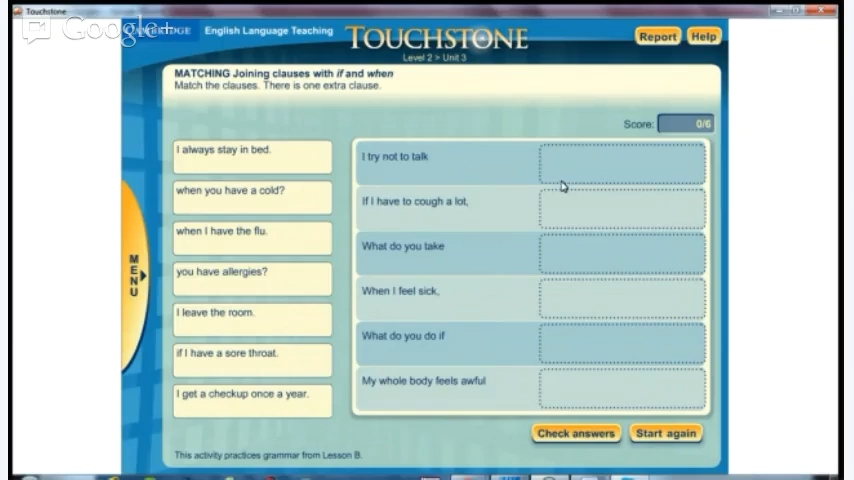 Touchstone
Google+
CAMBRIDGE English Language Teaching
TOUCHSTONE
Level 2 > Unit 3
Report
Help
MATCHING Joining clauses with if and when
Match the clauses. There is one extra clause.
Score: 0/6
I always stay in bed.
when you have a cold?
when I have the flu.
you have allergies?
I leave the room.
if I have a sore throat.
I get a checkup once a year.
I try not to talk
If I have to cough a lot,
What do you take
When I feel sick,
What do you do if
My whole body feels awful
MENU
Check answers
Start again
This activity practices grammar from Lesson B.